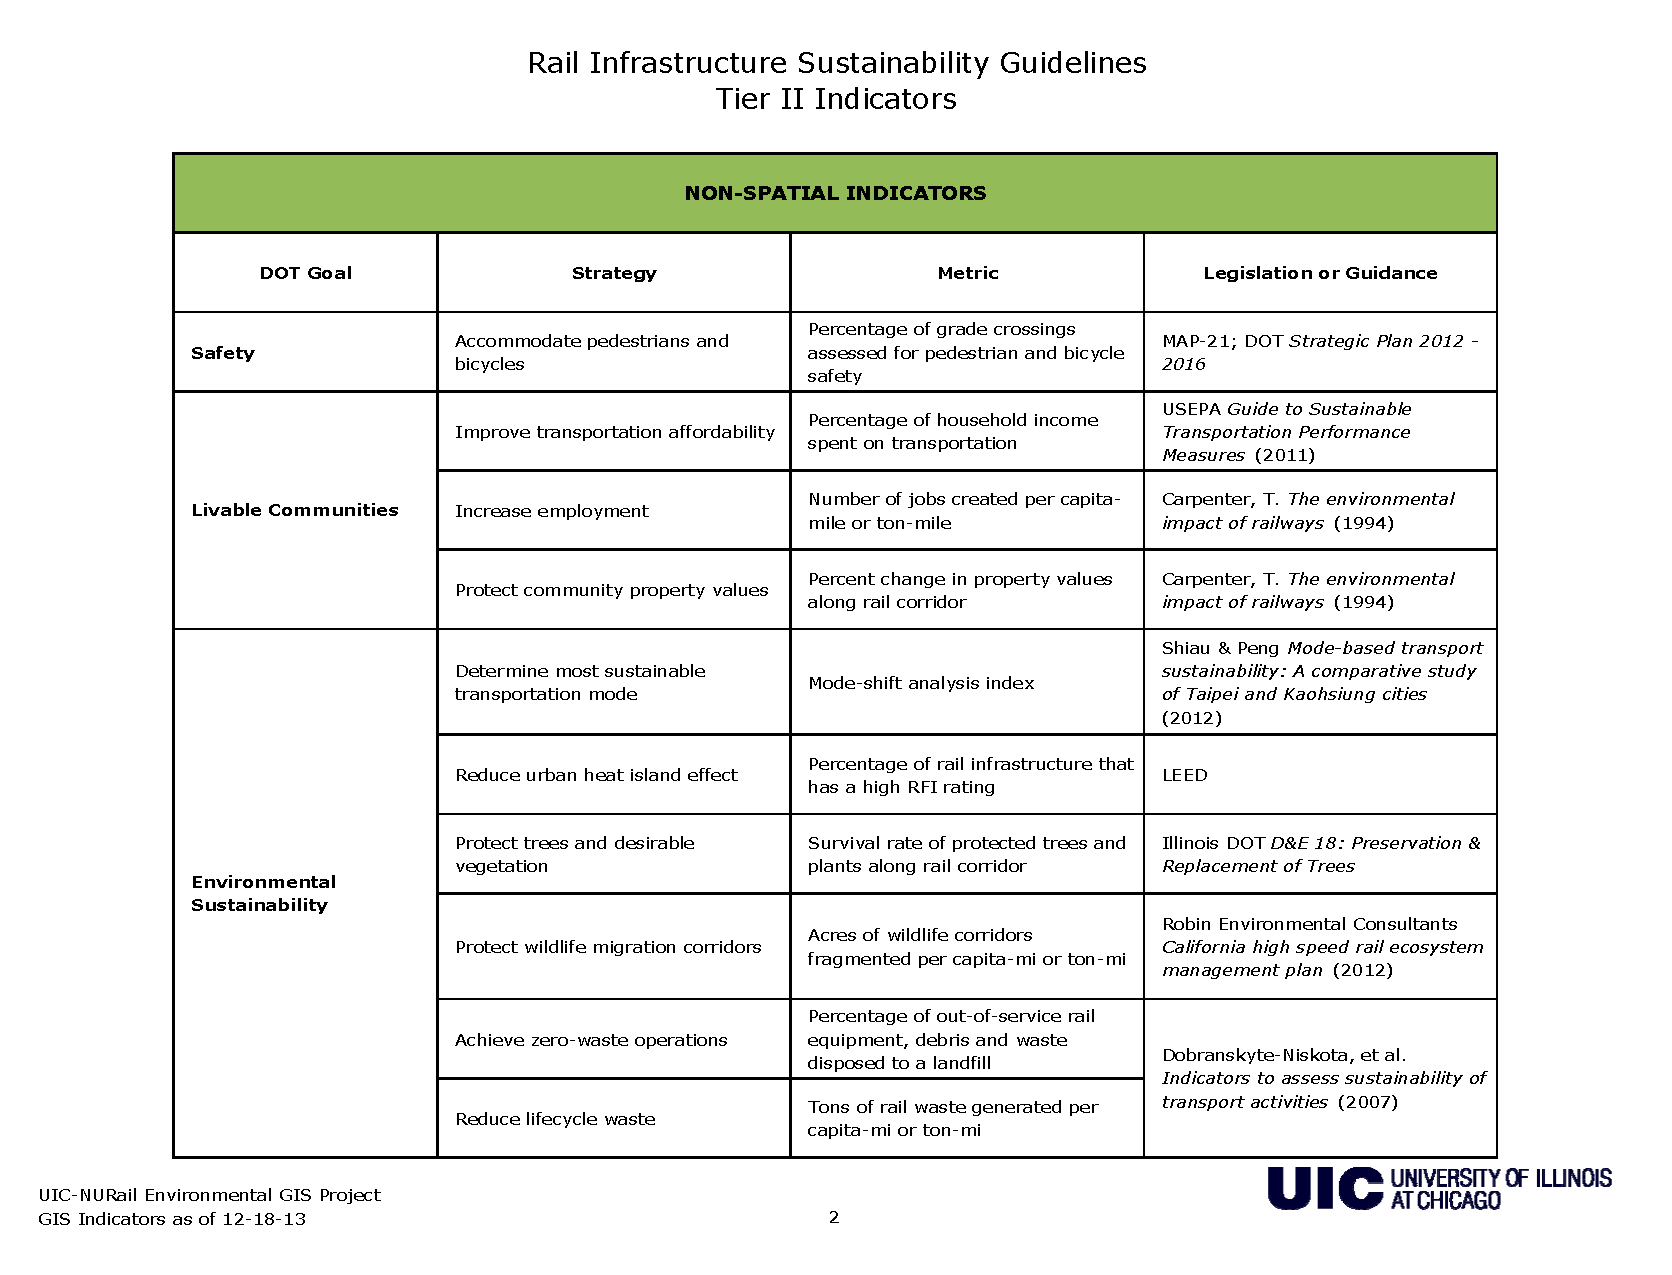 Rail Infrastructure Sustainability Guidelines
Tier II Indicators
NON-SPATIAL INDICATORS
DOT Goal
Strategy
Metric
Legislation or Guidance
Safety
Accommodate pedestrians and
bicycles
Percentage of grade crossings
assessed for pedestrian and bicycle
safety
MAP-21; DOT Strategic Plan 2012 -
2016
Livable Communities
Improve transportation affordability
Percentage of household income
spent on transportation
USEPA Guide to Sustainable
Transportation Performance
Measures (2011)
Increase employment
Number of jobs created per capita-
mile or ton-mile
Carpenter, T. The environmental
impact of railways (1994)
Protect community property values
Percent change in property values
along rail corridor
Carpenter, T. The environmental
impact of railways (1994)
Environmental
Sustainability
Determine most sustainable
transportation mode
Mode-shift analysis index
Shiau & Peng Mode-based transport
sustainability: A comparative study
of Taipei and Kaohsiung cities
(2012)
Reduce urban heat island effect
Percentage of rail infrastructure that
has a high RFI rating
LEED
Protect trees and desirable
vegetation
Survival rate of protected trees and
plants along rail corridor
Illinois DOT D&E 18: Preservation &
Replacement of Trees
Protect wildlife migration corridors
Acres of wildlife corridors
fragmented per capita-mi or ton-mi
Robin Environmental Consultants
California high speed rail ecosystem
management plan (2012)
Achieve zero-waste operations
Percentage of out-of-service rail
equipment, debris and waste
disposed to a landfill
Dobranskyte-Niskota, et al.
Indicators to assess sustainability of
transport activities (2007)
Reduce lifecycle waste
Tons of rail waste generated per
capita-mi or ton-mi
UIC-NURail Environmental GIS Project
GIS Indicators as of 12-18-13
2
UIC UNIVERSITY OF ILLINOIS
AT CHICAGO